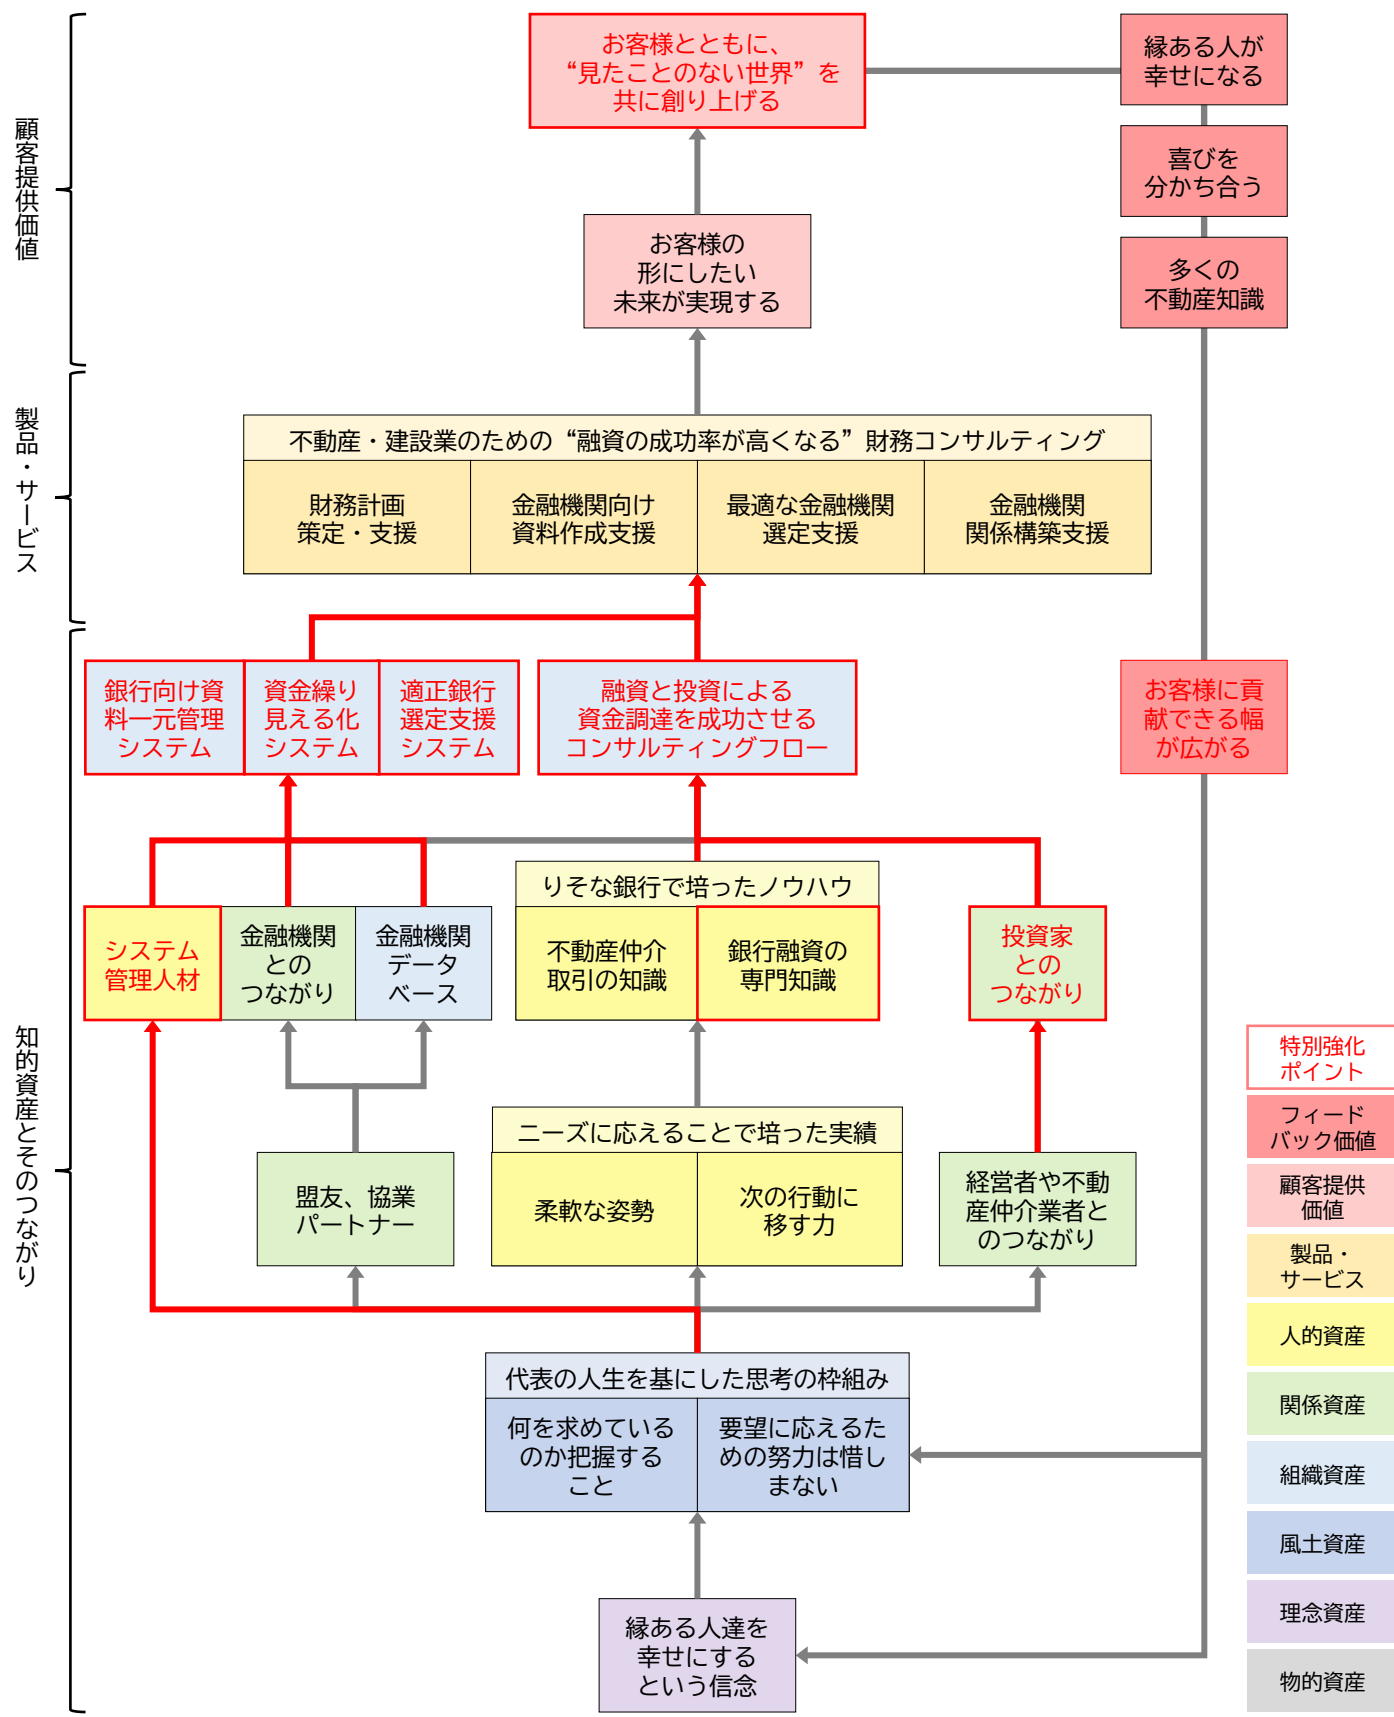 顧客提供価値
お客様とともに、
“見たことのない世界”を
共に創り上げる
縁ある人が
幸せになる
喜びを
分かち合う
お客様の
形にしたい
未来が実現する
多くの
不動産知識
製品・サービス
不動産・建設業のための“融資の成功率が高くなる”財務コンサルティング
財務計画
策定・支援
金融機関向け
資料作成支援
最適な金融機関
選定支援
金融機関
関係構築支援
知的資産とそのつながり
銀行向け資
料一元管理
システム
資金繰り
見える化
システム
適正銀行
選定支援
システム
融資と投資による
資金調達を成功させる
コンサルティングフロー
お客様に貢
献できる幅
が広がる
システム
管理人材
金融機関
との
つながり
金融機関
データ
ベース
りそな銀行で培ったノウハウ
不動産仲介
取引の知識
銀行融資の
専門知識
投資家
との
つながり
盟友、協業
パートナー
ニーズに応えることで培った実績
柔軟な姿勢
次の行動に
移す力
経営者や不動
産仲介業者と
のつながり
代表の人生を基にした思考の枠組み
何を求めている
のか把握する
こと
要望に応えるた
めの努力は惜し
まない
縁ある人達を
幸せにする
という信念
特別強化
ポイント
フィード
バック価値
顧客提供
価値
製品・
サービス
人的資産
関係資産
組織資産
風土資産
理念資産
物的資産